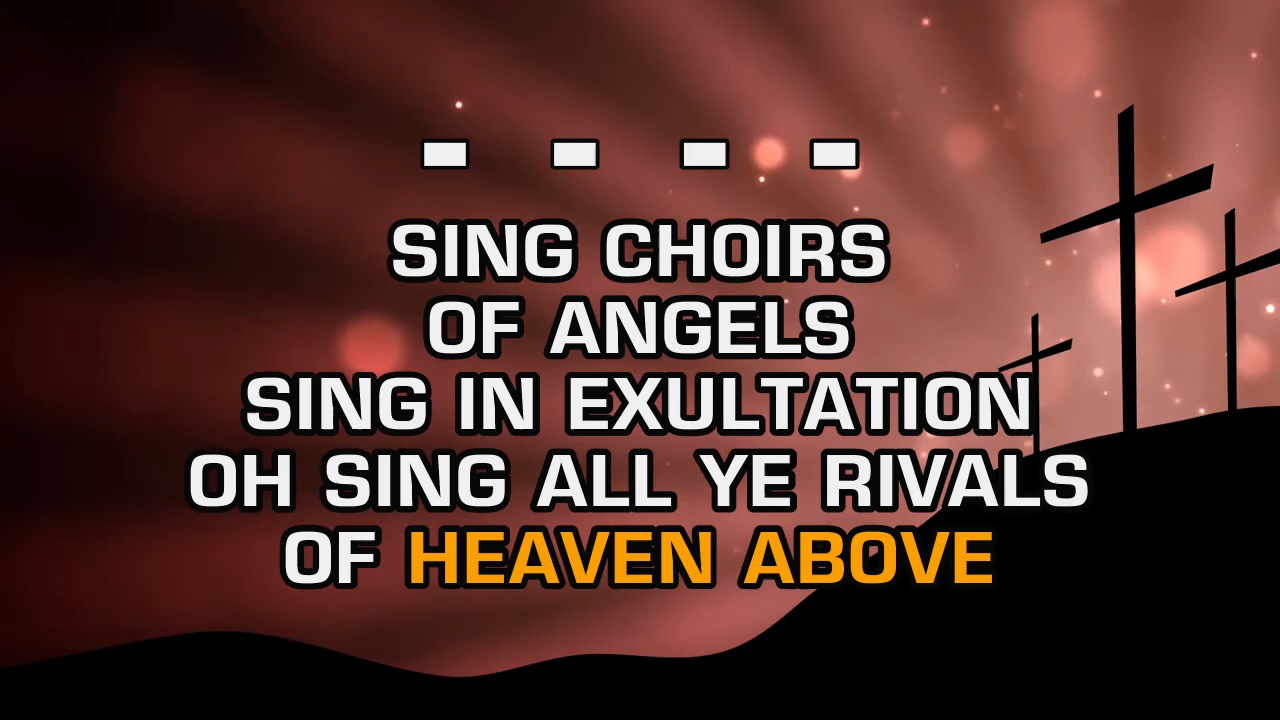 - - - -
SING CHOIRS
OF ANGELS
SING IN EXULTATION
OH SING ALL YE RIVALS
OF HEAVEN ABOVE